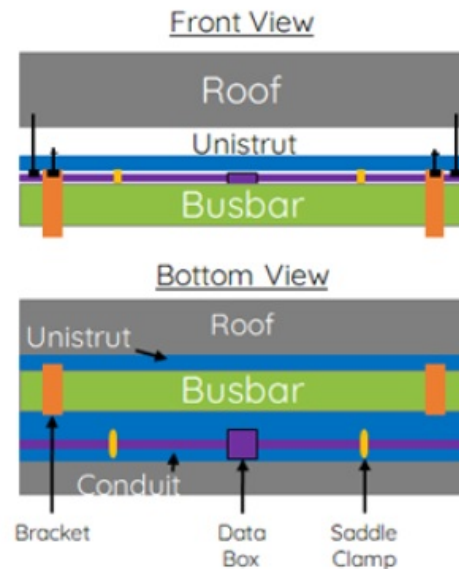 Front View
Roof
Unistrut
Busbar
Bottom View
Roof
Unistrut
Busbar
Conduit
Bracket
Data
Box
Saddle
Clamp